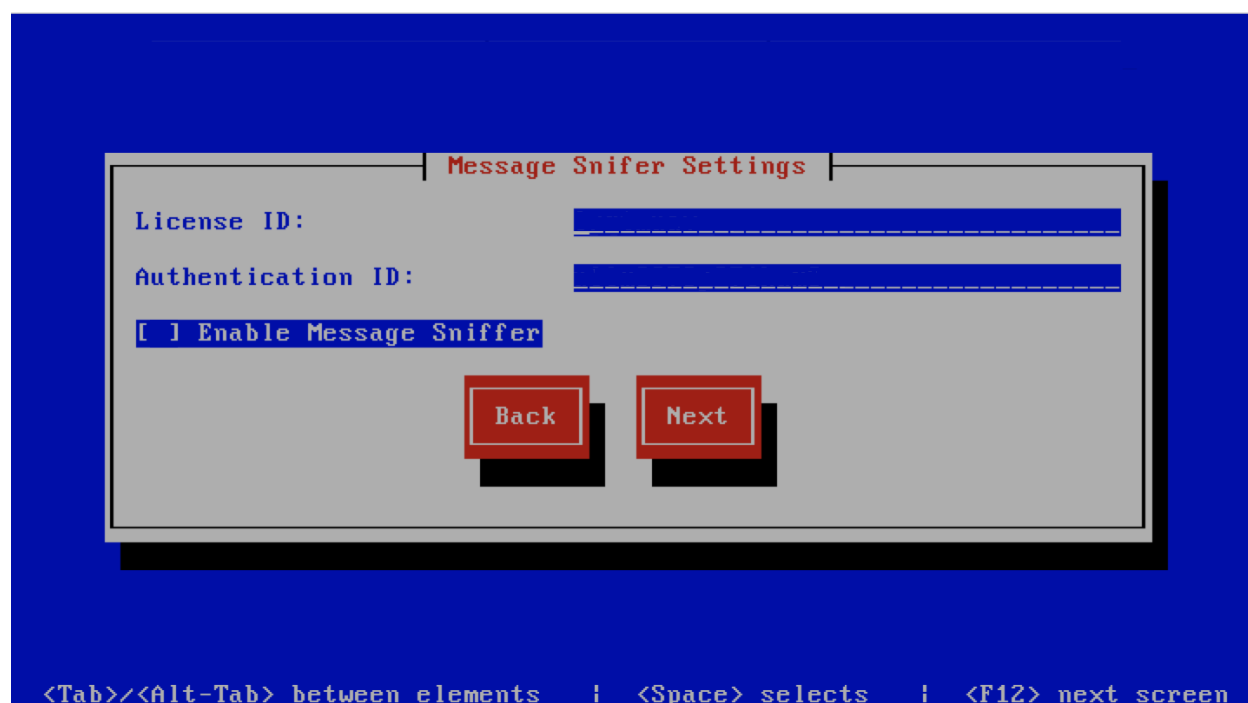 Message Snifer Settings
License ID:
Authentication ID:
[ ] Enable Message Sniffer
Back Next
<Tab>/<Alt-Tab> between elements | <Space> selects | <F12> next screen